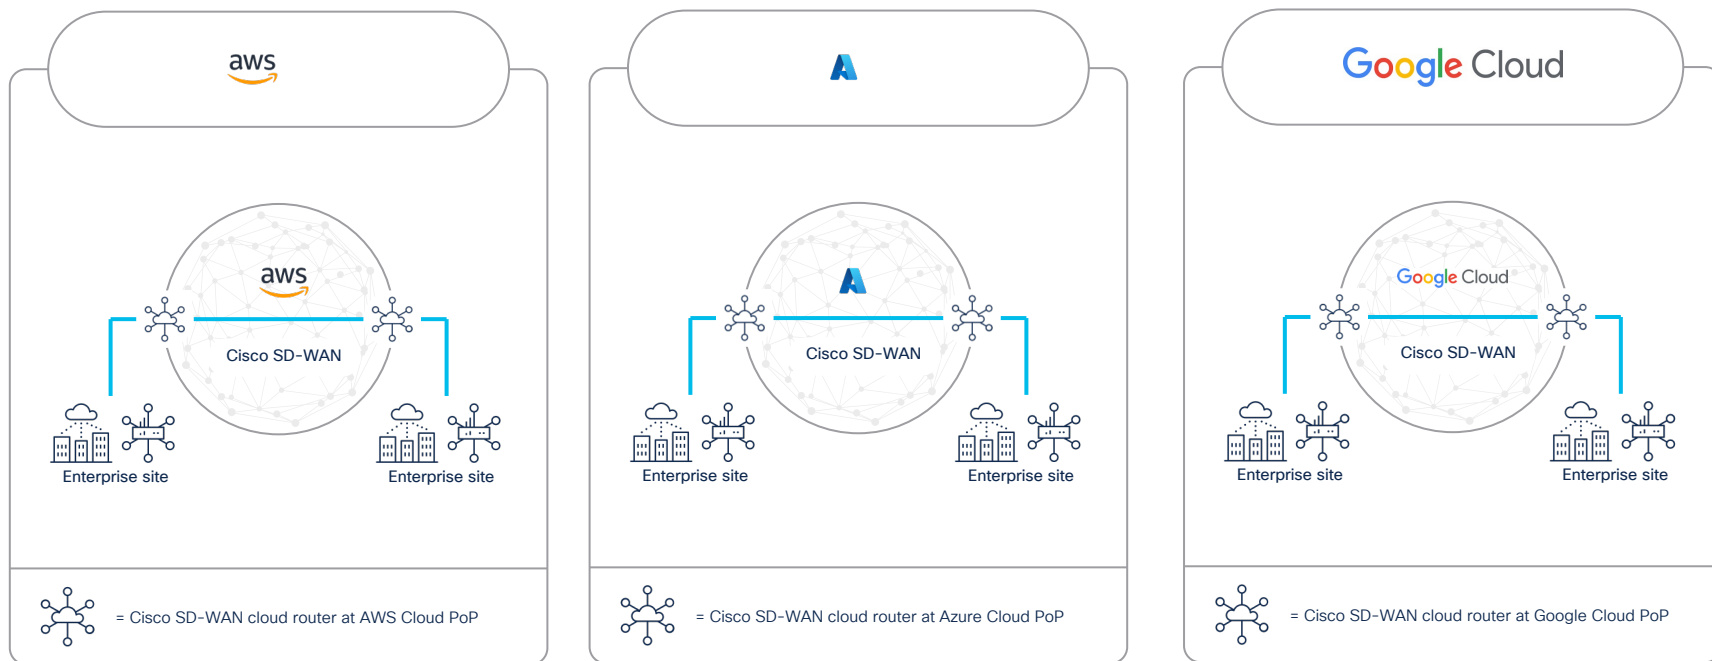 aws
aws
Cisco SD-WAN
Enterprise site
Enterprise site
= Cisco SD-WAN cloud router at AWS Cloud PoP
Cisco SD-WAN
Enterprise site
Enterprise site
= Cisco SD-WAN cloud router at Azure Cloud PoP
Google Cloud
Google Cloud
Cisco SD-WAN
Enterprise site
Enterprise site
= Cisco SD-WAN cloud router at Google Cloud PoP